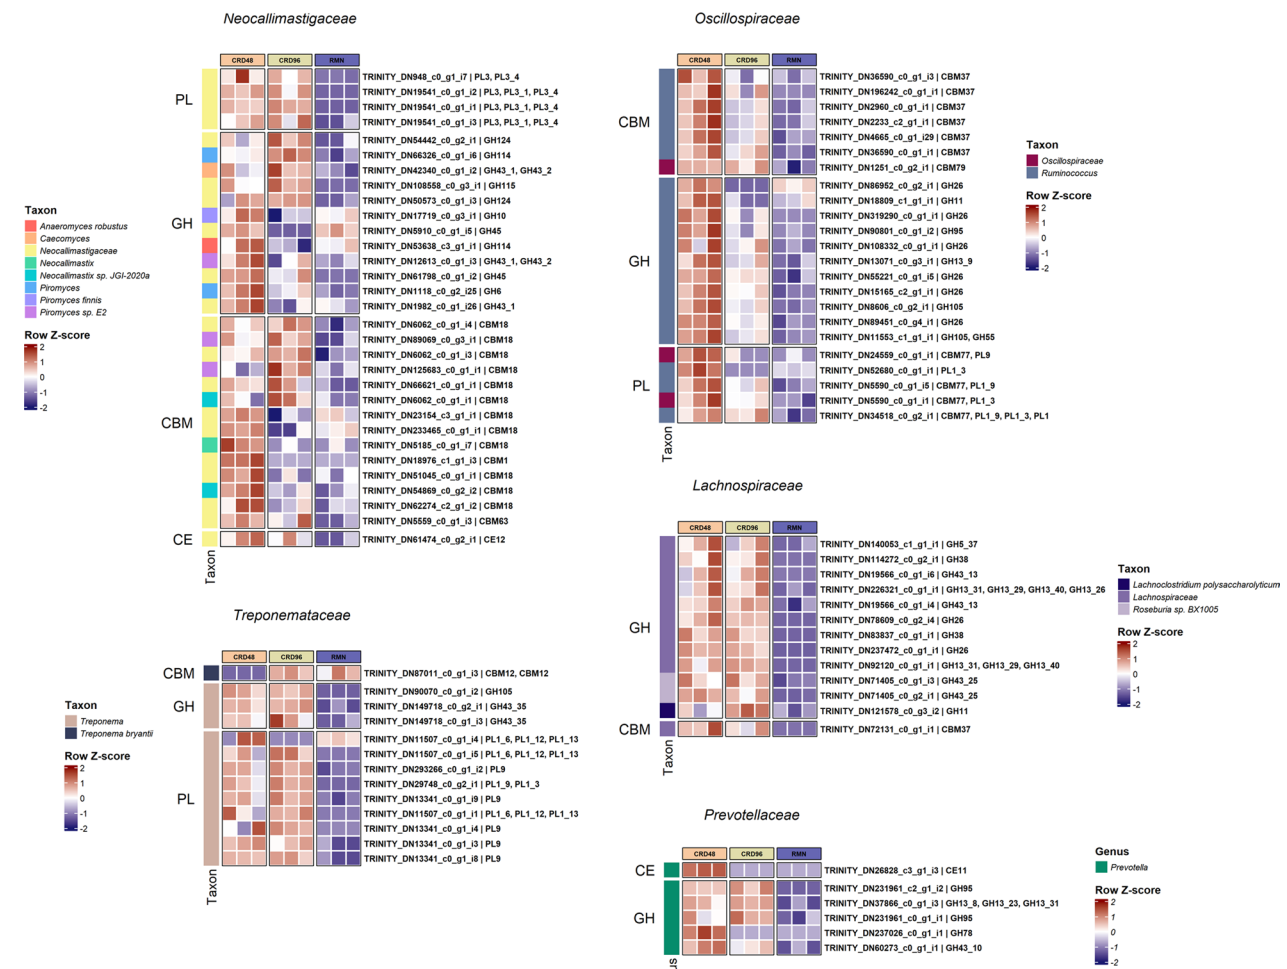 Neocallimastigaceae
CRD48 CRD96 RMN
PL
TRINITY_DN948_c0_g1_i7 | PL3, PL3_4
TRINITY_DN19541_c0_g1_i2 | PL3, PL3_1, PL3_4
TRINITY_DN19541_c0_g1_i1 | PL3, PL3_1, PL3_4
TRINITY_DN19541_c0_g1_i3 | PL3, PL3_1, PL3_4
GH
TRINITY_DN54442_c0_g2_i1 | GH124
TRINITY_DN66326_c0_g1_i6 | GH114
TRINITY_DN42340_c0_g1_i2 | GH43_1, GH43_2
TRINITY_DN108558_c0_g3_i1 | GH115
TRINITY_DN50573_c0_g1_i3 | GH124
TRINITY_DN17719_c0_g3_i1 | GH10
TRINITY_DN5910_c0_g1_i5 | GH45
TRINITY_DN53638_c3_g1_i1 | GH114
TRINITY_DN12613_c0_g1_i3 | GH43_1, GH43_2
TRINITY_DN61798_c0_g2_i1 | GH45
TRINITY_DN1118_c0_g2_i25 | GH6
TRINITY_DN1982_c0_g1_i26 | GH43_1
CBM
TRINITY_DN6062_c0_g1_i4 | CBM18
TRINITY_DN89069_c0_g3_i1 | CBM18
TRINITY_DN6062_c0_g1_i3 | CBM18
TRINITY_DN125683_c0_g1_i1 | CBM18
TRINITY_DN66621_c0_g1_i1 | CBM18
TRINITY_DN6062_c0_g1_i1 | CBM18
TRINITY_DN23154_c3_g1_i1 | CBM18
TRINITY_DN233465_c0_g1_i1 | CBM18
TRINITY_DN5185_c0_g1_i7 | CBM18
TRINITY_DN18976_c1_g1_i3 | CBM1
TRINITY_DN51045_c0_g1_i1 | CBM18
TRINITY_DN54869_c0_g2_i2 | CBM18
TRINITY_DN62274_c2_g1_i2 | CBM18
TRINITY_DN5559_c0_g1_i3 | CBM63
CE
TRINITY_DN61474_c0_g2_i1 | CE12
Taxon
Taxon
Anaeromyces robustus
Caecomyces
Neocallimastigaceae
Neocallimastix
Neocallimastix sp. JGI-2020a
Piromyces
Piromyces finnis
Piromyces sp. E2
Row Z-score
2
1
0
-1
-2
Treponemataceae
CRD48 CRD96 RMN
CBM
TRINITY_DN87011_c0_g1_i3 | CBM12, CBM12
GH
TRINITY_DN90070_c0_g1_i2 | GH105
TRINITY_DN149718_c0_g2_i1 | GH43_35
TRINITY_DN149718_c0_g1_i3 | GH43_35
PL
TRINITY_DN11507_c0_g1_i4 | PL1_6, PL1_12, PL1_13
TRINITY_DN11507_c0_g1_i5 | PL1_6, PL1_12, PL1_13
TRINITY_DN293266_c0_g1_i2 | PL9
TRINITY_DN29748_c0_g2_i1 | PL1_9, PL1_3
TRINITY_DN13341_c0_g1_i9 | PL9
TRINITY_DN11507_c0_g1_i1 | PL1_6, PL1_12, PL1_13
TRINITY_DN13341_c0_g1_i4 | PL9
TRINITY_DN13341_c0_g1_i3 | PL9
TRINITY_DN13341_c0_g1_i8 | PL9
Taxon
Taxon
Treponema
Treponema bryantii
Row Z-score
2
1
0
-1
-2
Oscillospiraceae
CRD48 CRD96 RMN
CBM
TRINITY_DN36590_c0_g1_i3 | CBM37
TRINITY_DN196242_c0_g1_i1 | CBM37
TRINITY_DN2960_c0_g1_i1 | CBM37
TRINITY_DN2233_c2_g1_i1 | CBM37
TRINITY_DN4665_c0_g1_i29 | CBM37
TRINITY_DN36590_c0_g1_i1 | CBM37
TRINITY_DN1251_c0_g2_i1 | CBM79
GH
TRINITY_DN86952_c0_g2_i1 | GH26
TRINITY_DN18809_c1_g1_i1 | GH11
TRINITY_DN319290_c0_g1_i1 | GH26
TRINITY_DN90801_c0_g1_i2 | GH95
TRINITY_DN108332_c0_g1_i1 | GH26
TRINITY_DN13071_c0_g3_i1 | GH13_9
TRINITY_DN55221_c0_g1_i5 | GH26
TRINITY_DN15165_c2_g1_i1 | GH26
TRINITY_DN8606_c0_g2_i1 | GH105
TRINITY_DN89451_c0_g4_i1 | GH26
TRINITY_DN11553_c1_g1_i1 | GH105, GH55
PL
TRINITY_DN24559_c0_g1_i1 | CBM77, PL9
TRINITY_DN52680_c0_g1_i1 | PL1_3
TRINITY_DN5590_c0_g1_i5 | CBM77, PL1_9
TRINITY_DN5590_c0_g1_i1 | CBM77, PL1_3
TRINITY_DN34518_c0_g2_i1 | CBM77, PL1_9, PL1_3, PL1
Taxon
Taxon
Oscillospiraceae
Ruminococcus
Row Z-score
2
1
0
-1
-2
Lachnospiraceae
CRD48 CRD96 RMN
GH
TRINITY_DN140053_c1_g1_i1 | GH5_37
TRINITY_DN114272_c0_g2_i1 | GH38
TRINITY_DN19566_c0_g1_i6 | GH43_13
TRINITY_DN226321_c0_g1_i1 | GH13_31, GH13_29, GH13_40, GH13_26
TRINITY_DN19566_c0_g1_i4 | GH43_13
TRINITY_DN78609_c0_g2_i4 | GH26
TRINITY_DN83837_c0_g1_i1 | GH38
TRINITY_DN237472_c0_g1_i1 | GH26
TRINITY_DN92120_c0_g1_i1 | GH13_31, GH13_29, GH13_40
TRINITY_DN71405_c0_g1_i3 | GH43_25
TRINITY_DN71405_c0_g2_i1 | GH43_25
TRINITY_DN121578_c0_g3_i2 | GH11
CBM
TRINITY_DN72131_c0_g1_i1 | CBM37
Taxon
Taxon
Lachnoclostridium polysaccharolyticum
Lachnospiraceae
Roseburia sp. BX1005
Row Z-score
2
1
0
-1
-2
Prevotellaceae
CRD48 CRD96 RMN
CE
TRINITY_DN26828_c3_g1_i3 | CE11
GH
TRINITY_DN231961_c2_g1_i2 | GH95
TRINITY_DN37866_c0_g1_i3 | GH13_8, GH13_23, GH13_31
TRINITY_DN231961_c0_g1_i1 | GH95
TRINITY_DN237026_c0_g1_i1 | GH78
TRINITY_DN60273_c0_g1_i1 | GH43_10
us
Genus
Prevotella
Row Z-score
2
1
0
-1
-2